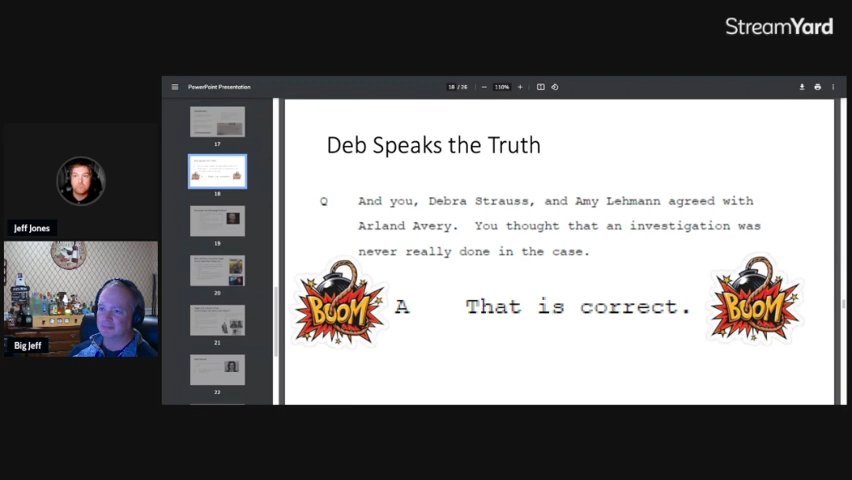 StreamYard
PowerPoint Presentation
18 / 26
110%
17
18
19
20
21
22
Jeff Jones
Big Jeff
Deb Speaks the Truth
Q And you, Debra Strauss, and Amy Lehmann agreed with
Arland Avery. You thought that an investigation was
never really done in the case.
BOOM A That is correct. BOOM